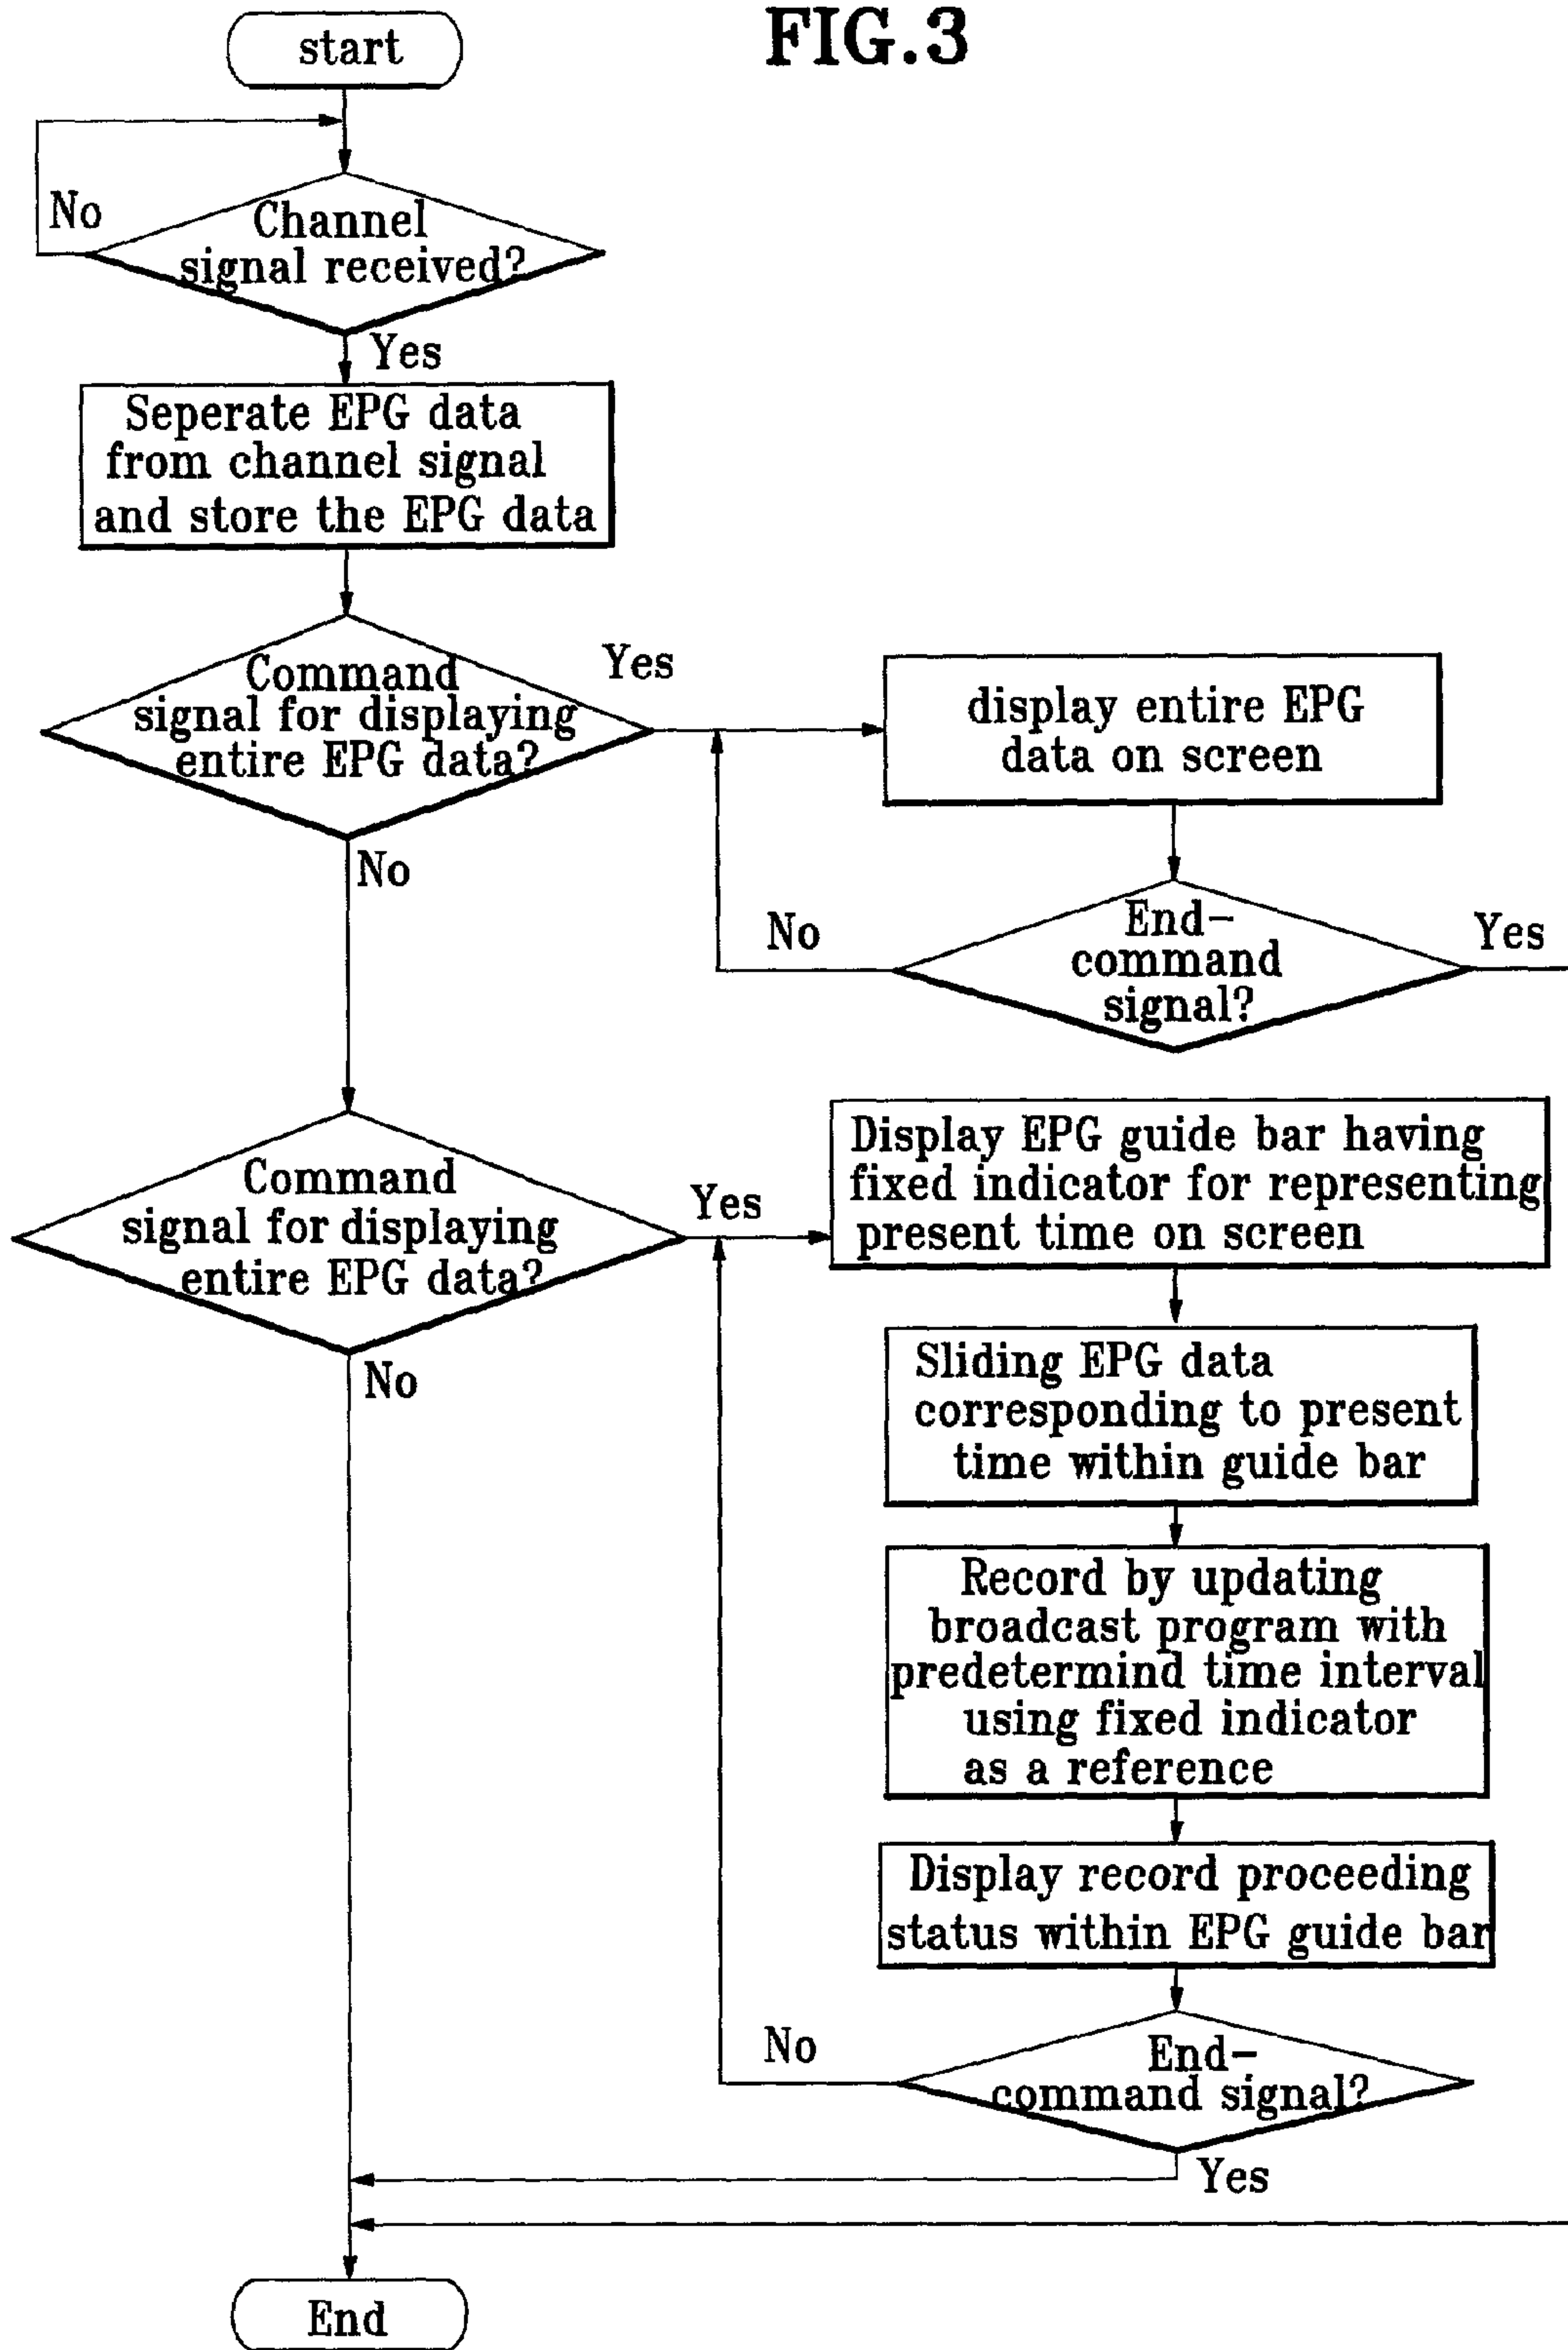 FIG.3
start
No
Channel
signal received?
Yes
Seperate EPG data
from channel signal
and store the EPG data
Command
signal for displaying
entire EPG data?
Yes
display entire EPG
data on screen
No
End-
command
signal?
No
Yes
Command
signal for displaying
entire EPG data?
Yes
Display EPG guide bar having
fixed indicator for representing
present time on screen
No
Sliding EPG data
corresponding to present
time within guide bar
Record by updating
broadcast program with
predetermind time interval
using fixed indicator
as a reference
Display record proceeding
status within EPG guide bar
No
End-
command signal?
Yes
End